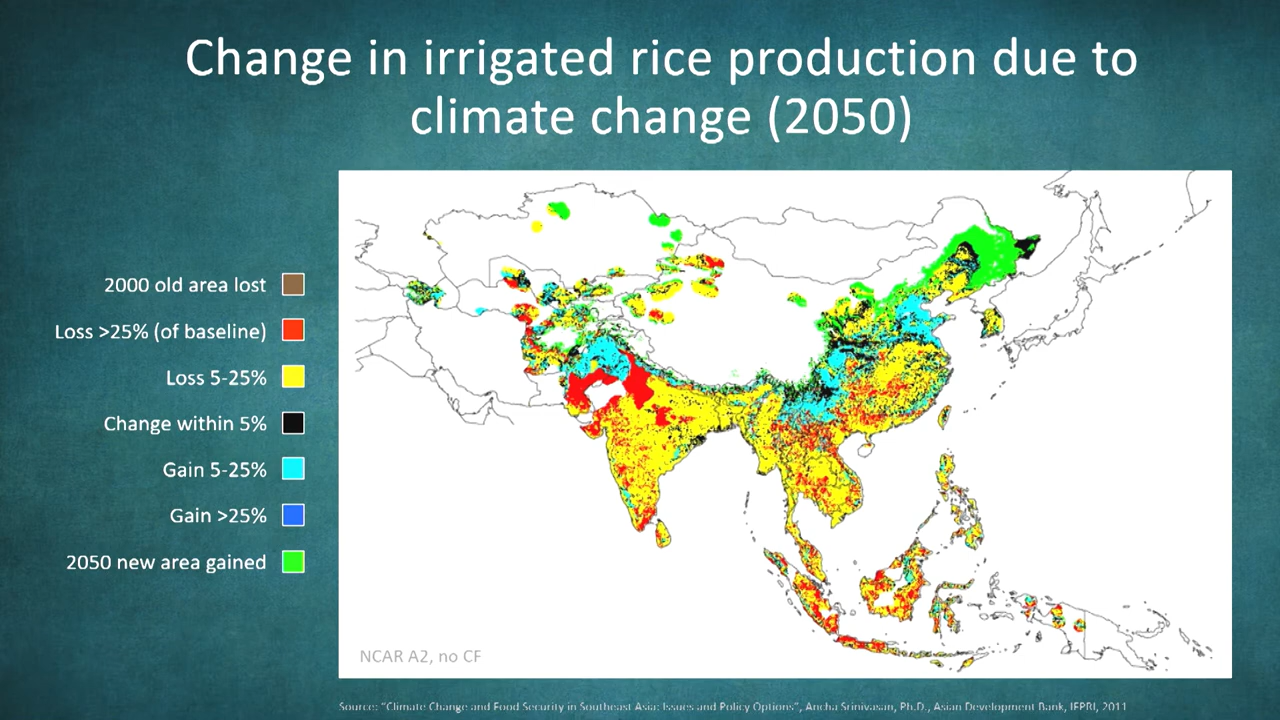 Change in irrigated rice production due to
climate change (2050)
2000 old area lost
Loss >25% (of baseline)
Loss 5-25%
Change within 5%
Gain 5-25%
Gain >25%
2050 new area gained
NCAR A2, no CF
Source: "Climate Change and Food Security in Southeast Asia: Issues and Policy Options", Ancha Srinivasan, Ph.D., Asian Development Bank, IFPRI, 2011